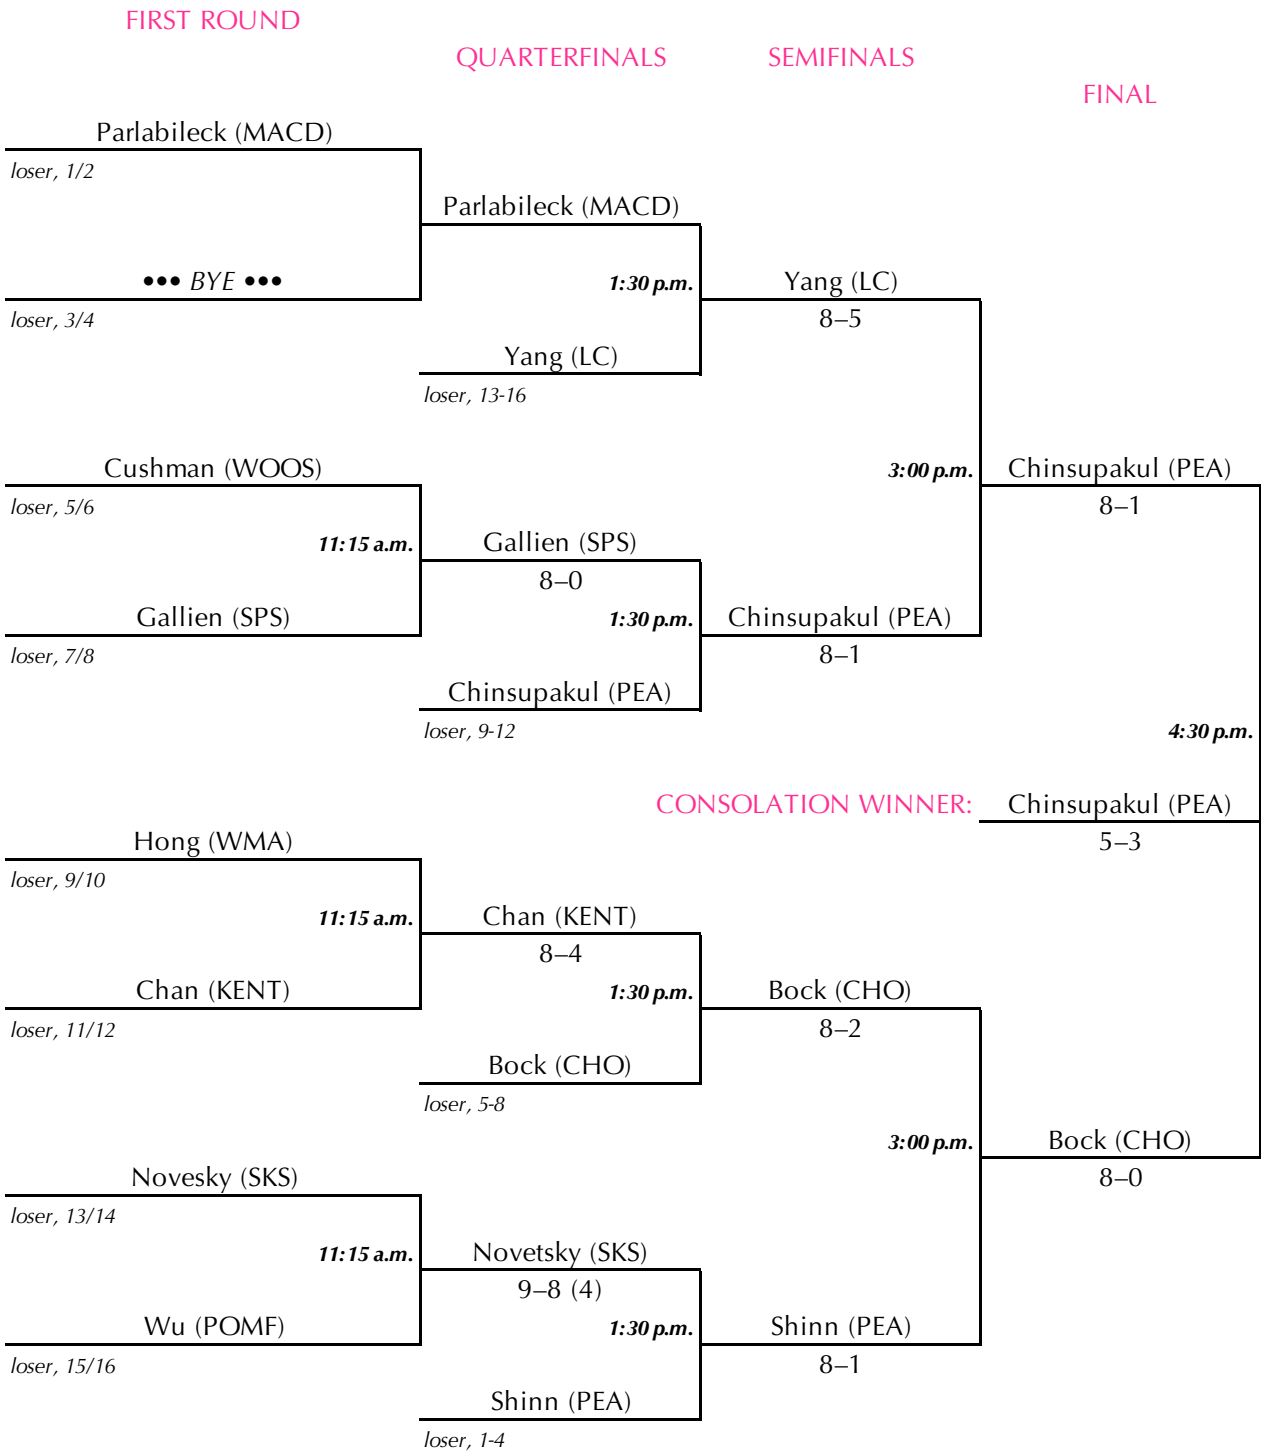 FIRST ROUND
QUARTERFINALS SEMIFINALS
FINAL
Parlabileck (MACD)
loser, 1/2
Parlabileck (MACD)
••• BYE ••• 1:30 p.m. Yang (LC)
loser, 3/4 8–5
Yang (LC)
loser, 13-16
Cushman (WOOS) 3:00 p.m. Chinsupakul (PEA)
loser, 5/6 8–1
11:15 a.m. Gallien (SPS)
8–0
Gallien (SPS) 1:30 p.m. Chinsupakul (PEA)
loser, 7/8 8–1
Chinsupakul (PEA)
loser, 9-12 4:30 p.m.
CONSOLATION WINNER: Chinsupakul (PEA)
Hong (WMA) 5–3
loser, 9/10
11:15 a.m. Chan (KENT)
8–4
Chan (KENT) 1:30 p.m. Bock (CHO)
loser, 11/12 8–2
Bock (CHO)
loser, 5-8
3:00 p.m. Bock (CHO)
Novesky (SKS) 8–0
loser, 13/14
11:15 a.m. Novetsky (SKS)
9–8 (4)
Wu (POMF) 1:30 p.m. Shinn (PEA)
loser, 15/16 8–1
Shinn (PEA)
loser, 1-4